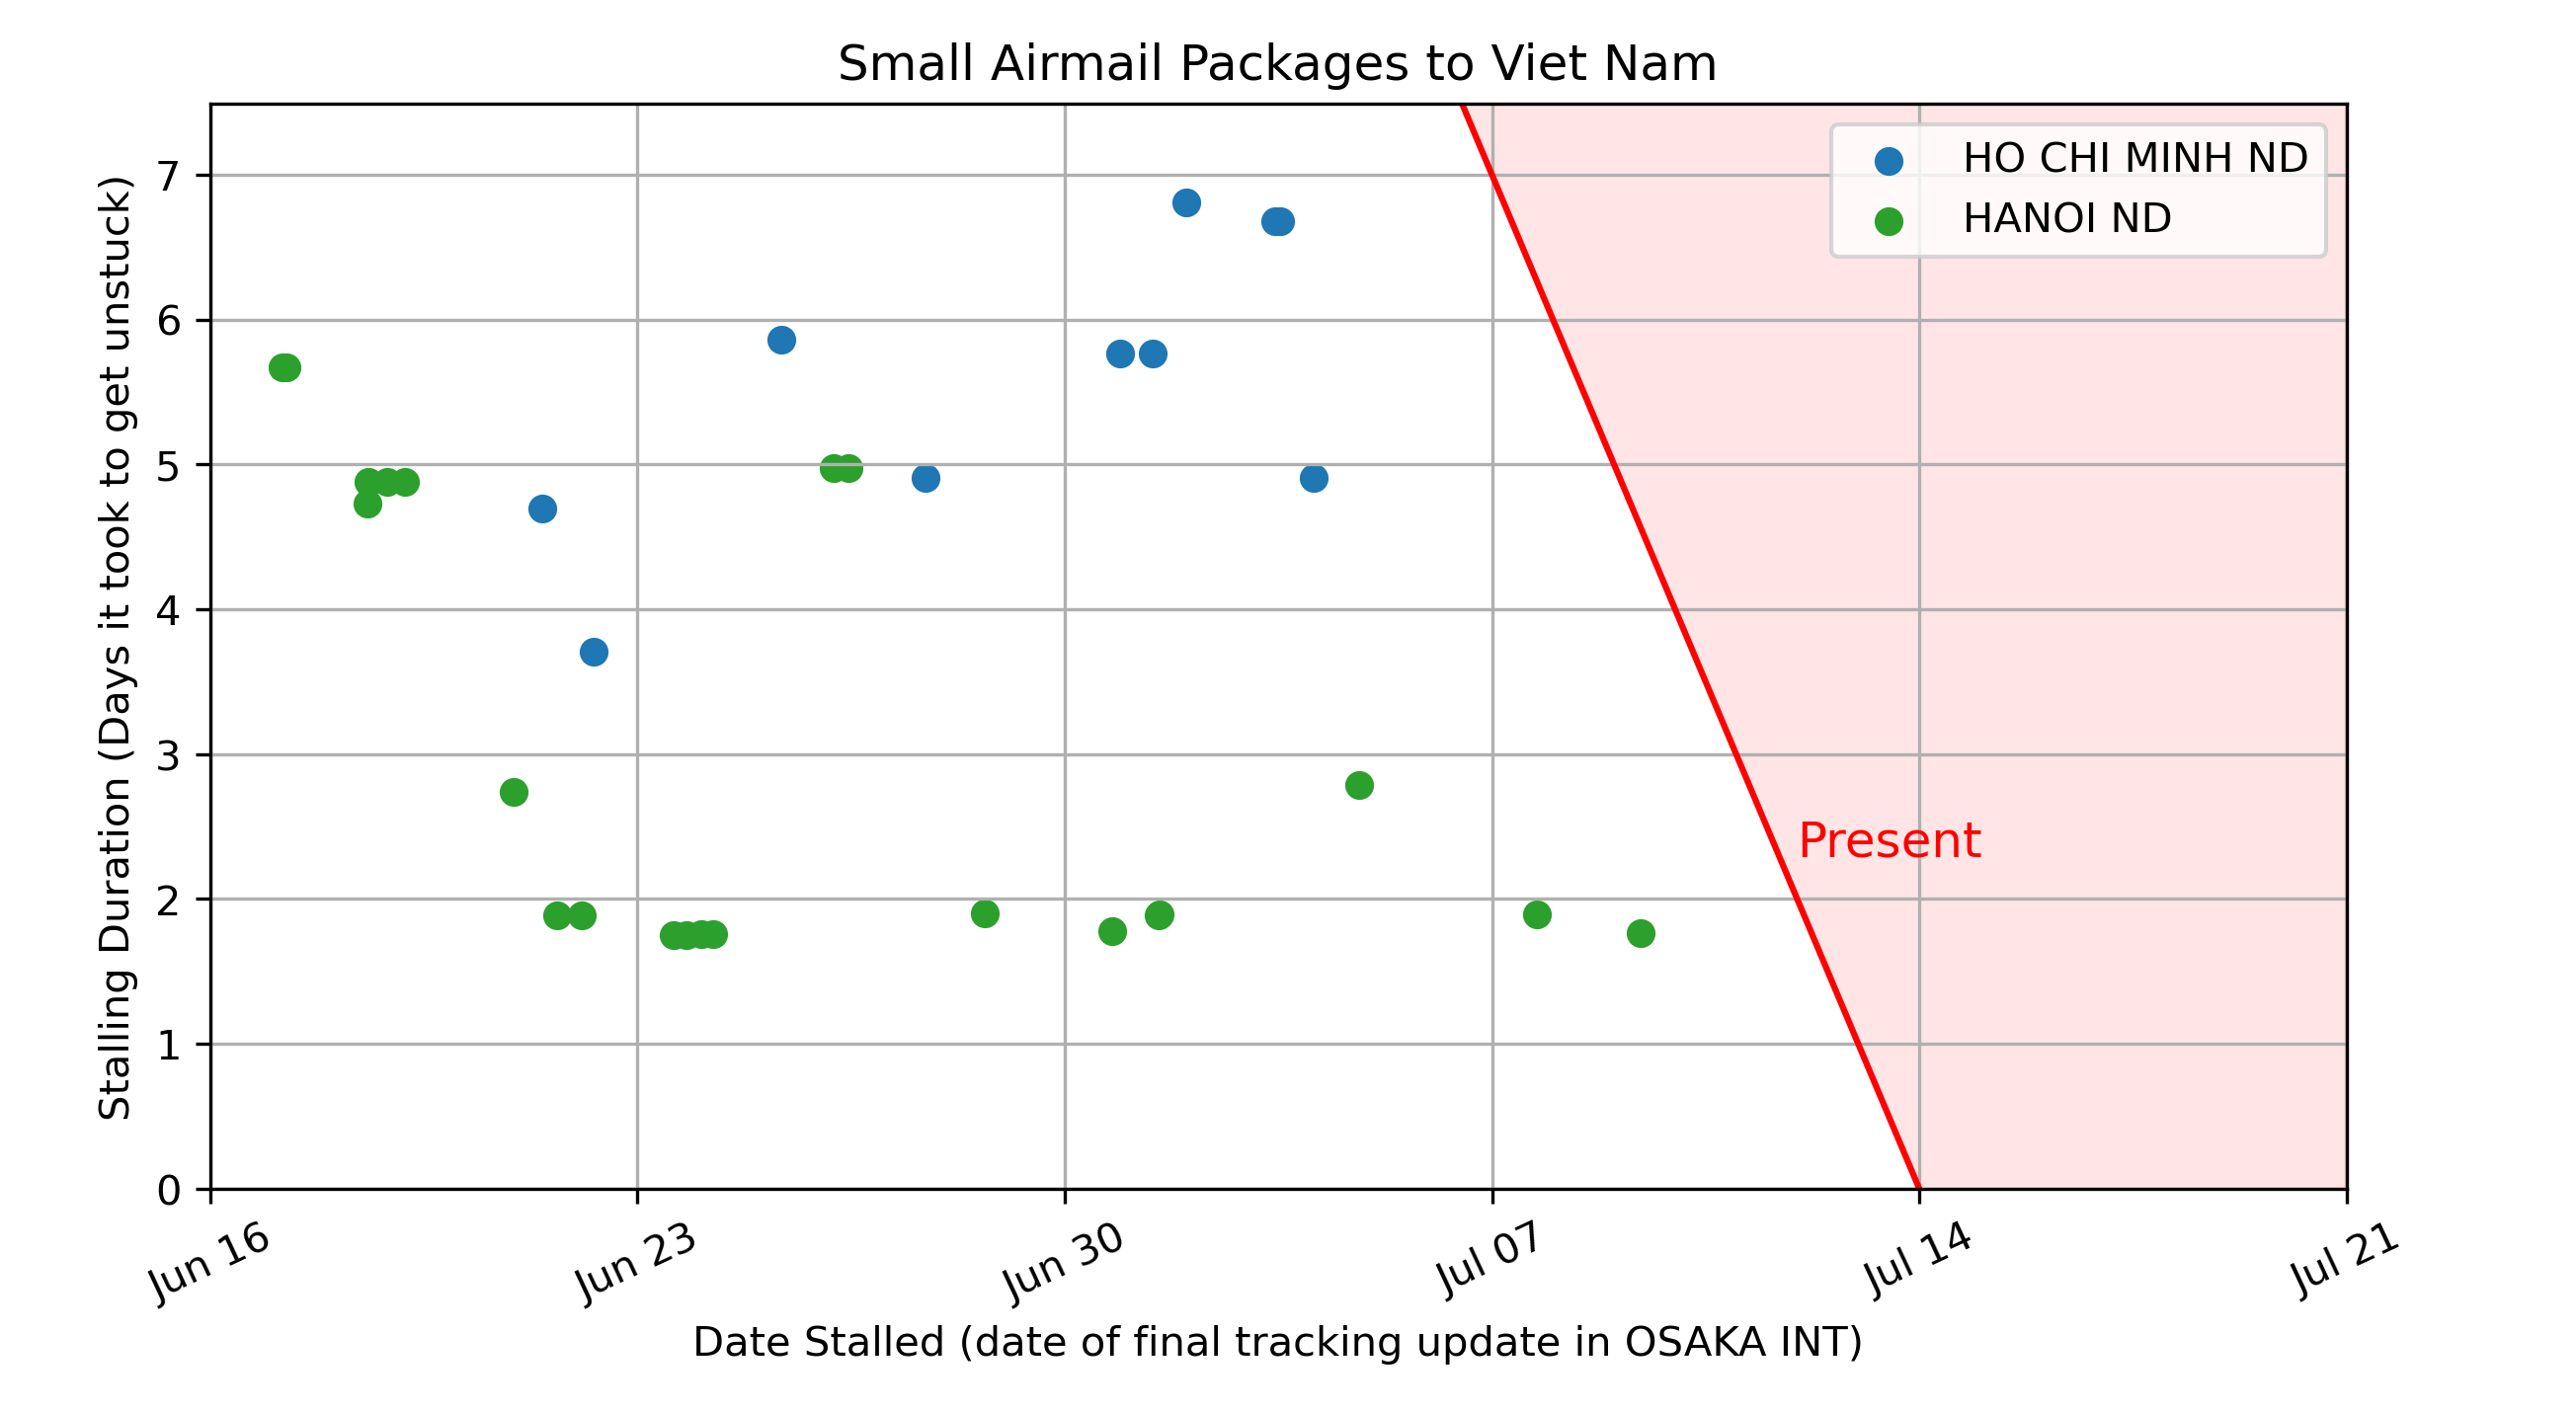 Small Airmail Packages to Viet Nam
Stalling Duration (Days it took to get unstuck)
7
6
5
4
3
2
1
0
HO CHI MINH ND
HANOI ND
Present
Jun 16
Jun 23
Jun 30
Jul 07
Jul 14
Jul 21
Date Stalled (date of final tracking update in OSAKA INT)